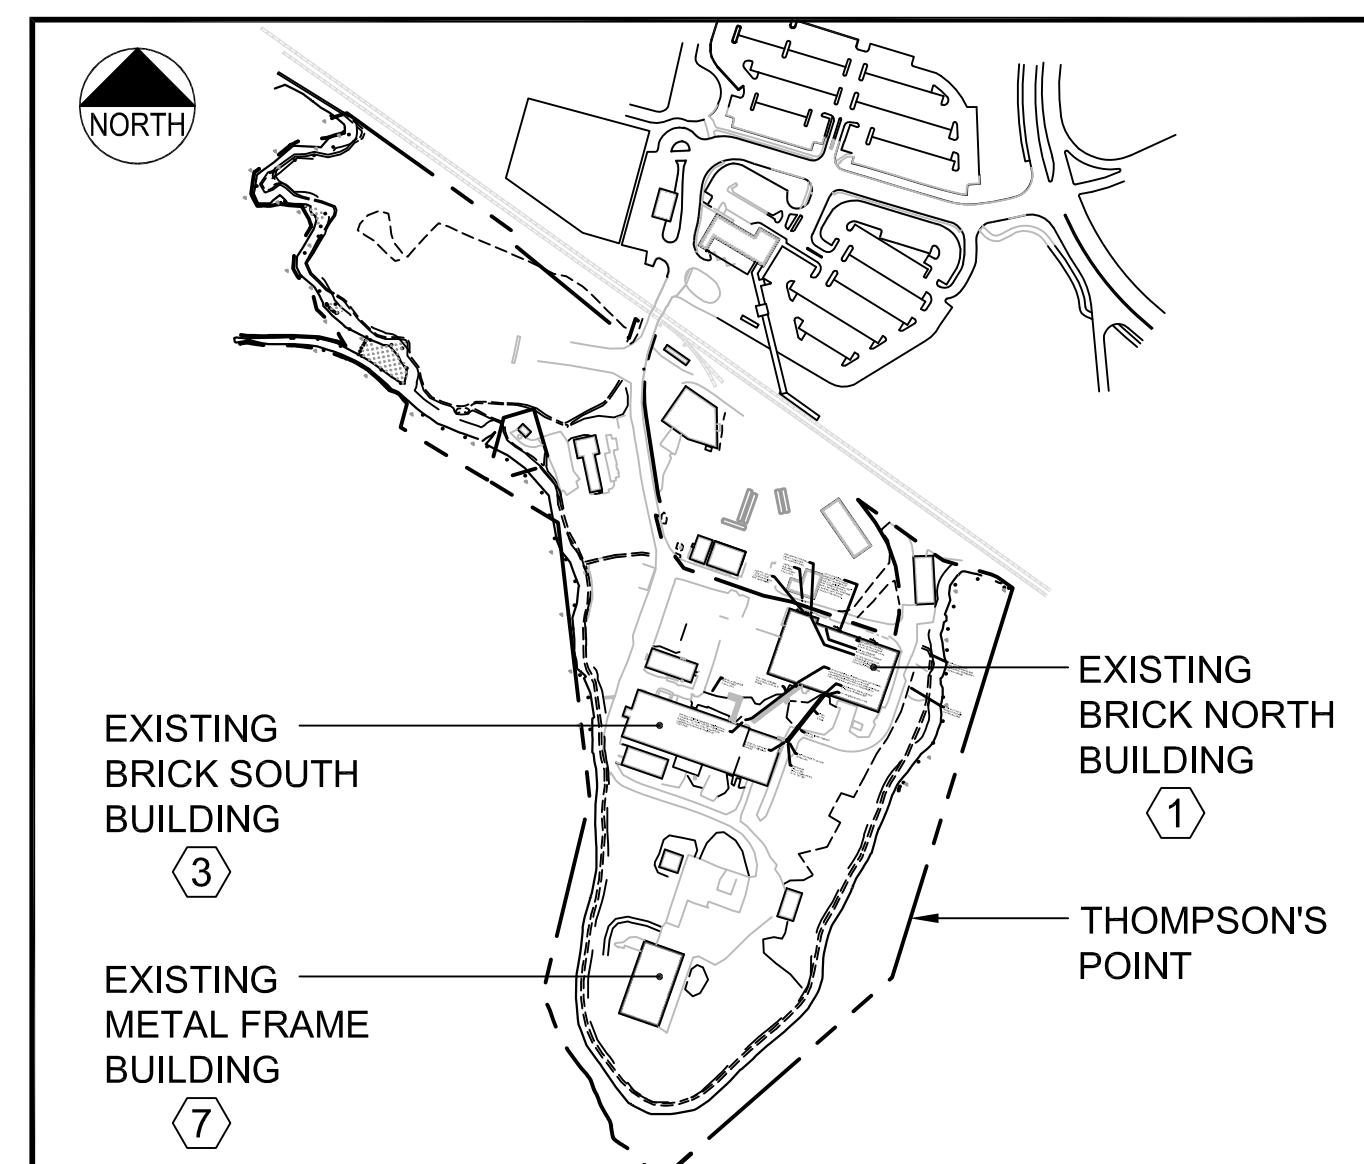 NORTH
EXISTING
BRICK NORTH
BUILDING
1
EXISTING
BRICK SOUTH
BUILDING
3
THOMPSON'S
POINT
EXISTING
METAL FRAME
BUILDING
7